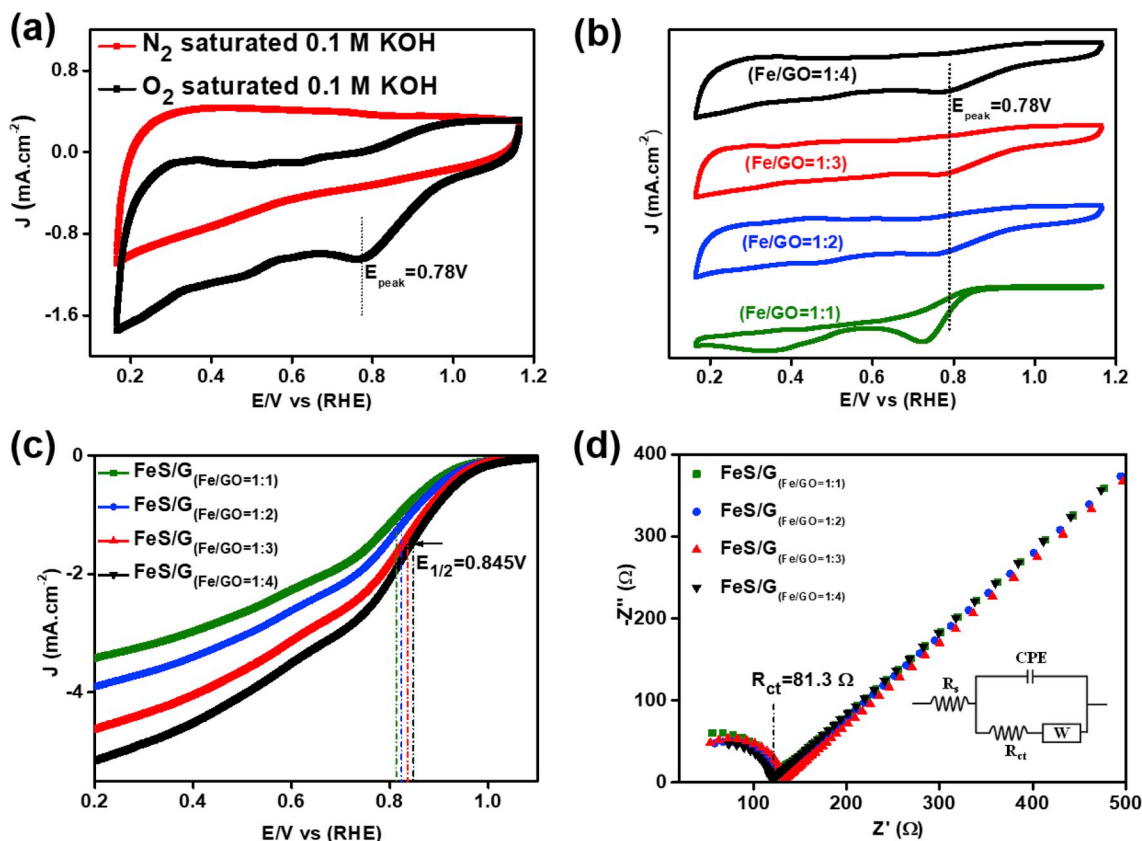 (a)
N2 saturated 0.1 M KOH
O2 saturated 0.1 M KOH
0.8
0.0
-0.8
-1.6
J (mA.cm-2)
Epeak=0.78V
0.2 0.4 0.6 0.8 1.0 1.2
E/V vs (RHE)
(b)
(Fe/GO=1:4)
Epeak=0.78V
(Fe/GO=1:3)
(Fe/GO=1:2)
(Fe/GO=1:1)
J (mA.cm-2)
0.2 0.4 0.6 0.8 1.0 1.2
E/V vs (RHE)
(c)
0
-2
-4
J (mA.cm-2)
FeS/G(Fe/GO=1:1)
FeS/G(Fe/GO=1:2)
FeS/G(Fe/GO=1:3)
FeS/G(Fe/GO=1:4)
E1/2=0.845V
0.2 0.4 0.6 0.8 1.0
E/V vs (RHE)
(d)
400
300
200
100
0
-Z'' (Ω)
FeS/G(Fe/GO=1:1)
FeS/G(Fe/GO=1:2)
FeS/G(Fe/GO=1:3)
FeS/G(Fe/GO=1:4)
Rct=81.3 Ω
CPE
Rs
Rct
W
100 200 300 400 500
Z' (Ω)